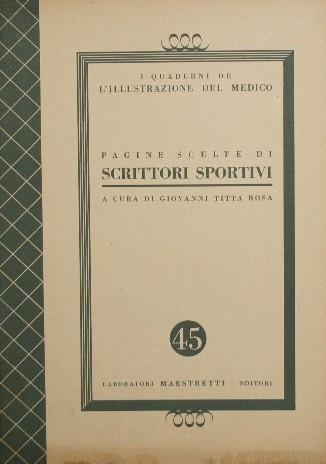 I QUADERNI DE
L'ILLUSTRAZIONE DEL MEDICO
PAGINE SCELTE DI
SCRITTORI SPORTIVI
A CURA DI GIOVANNI TITTA ROSA
45
LABORATORI MAESTRETTI - EDITORI